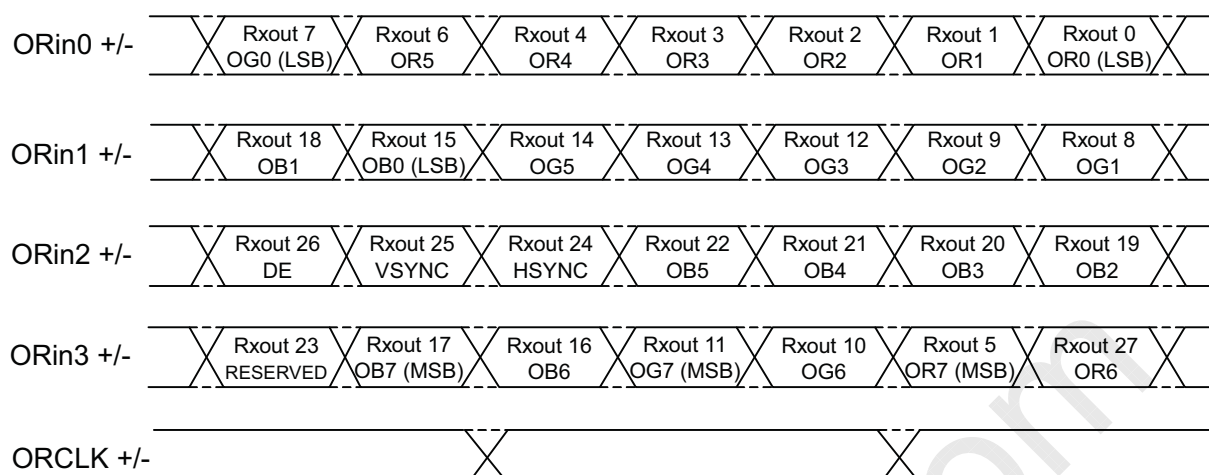 ORin0 +/-
Rxout 7 Rxout 6 Rxout 4 Rxout 3 Rxout 2 Rxout 1 Rxout 0
OG0 (LSB) OR5 OR4 OR3 OR2 OR1 OR0 (LSB)
ORin1 +/-
Rxout 18 Rxout 15 Rxout 14 Rxout 13 Rxout 12 Rxout 9 Rxout 8
OB1 OB0 (LSB) OG5 OG4 OG3 OG2 OG1
ORin2 +/-
Rxout 26 Rxout 25 Rxout 24 Rxout 22 Rxout 21 Rxout 20 Rxout 19
DE VSYNC HSYNC OB5 OB4 OB3 OB2
ORin3 +/-
Rxout 23 Rxout 17 Rxout 16 Rxout 11 Rxout 10 Rxout 5 Rxout 27
RESERVED OB7 (MSB) OB6 OG7 (MSB) OG6 OR7 (MSB) OR6
ORCLK +/-
om